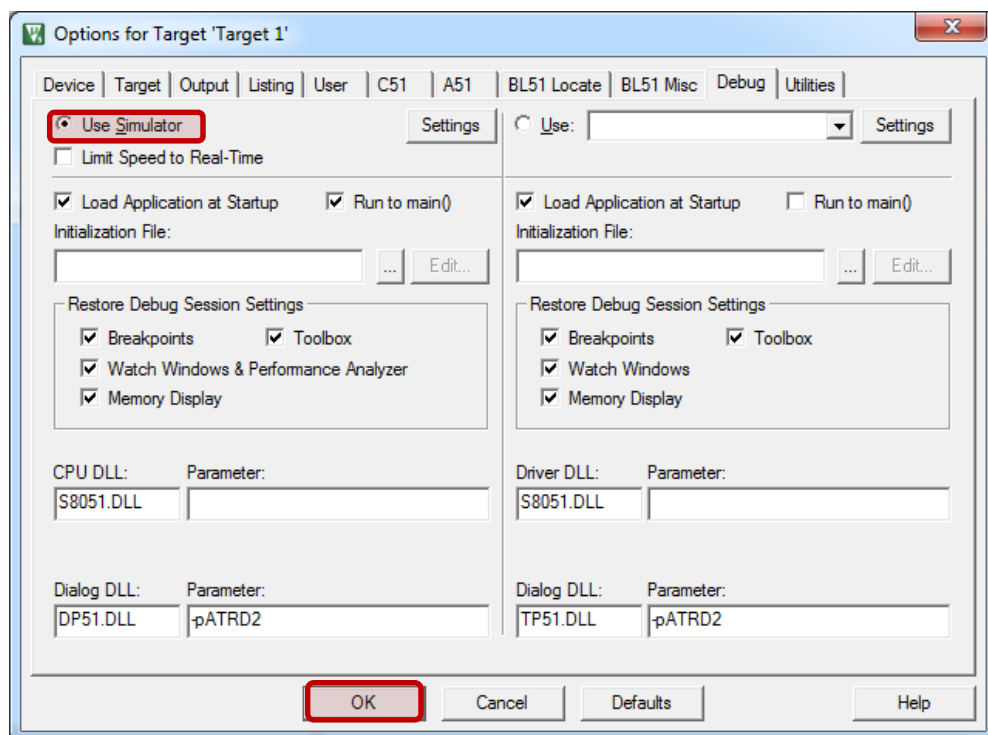 Options for Target 'Target 1'
Device Target Output Listing User C51 A51 BL51 Locate BL51 Misc Debug Utilities
Use Simulator Settings Use: Settings
Limit Speed to Real-Time
Load Application at Startup Run to main() Load Application at Startup Run to main()
Initialization File: Initialization File:
... Edit... ... Edit...
Restore Debug Session Settings Restore Debug Session Settings
Breakpoints Toolbox Breakpoints Toolbox
Watch Windows & Performance Analyzer Watch Windows
Memory Display Memory Display
CPU DLL: Parameter: Driver DLL: Parameter:
S8051.DLL S8051.DLL
Dialog DLL: Parameter: Dialog DLL: Parameter:
DP51.DLL -pATRD2 TP51.DLL -pATRD2
OK Cancel Defaults Help